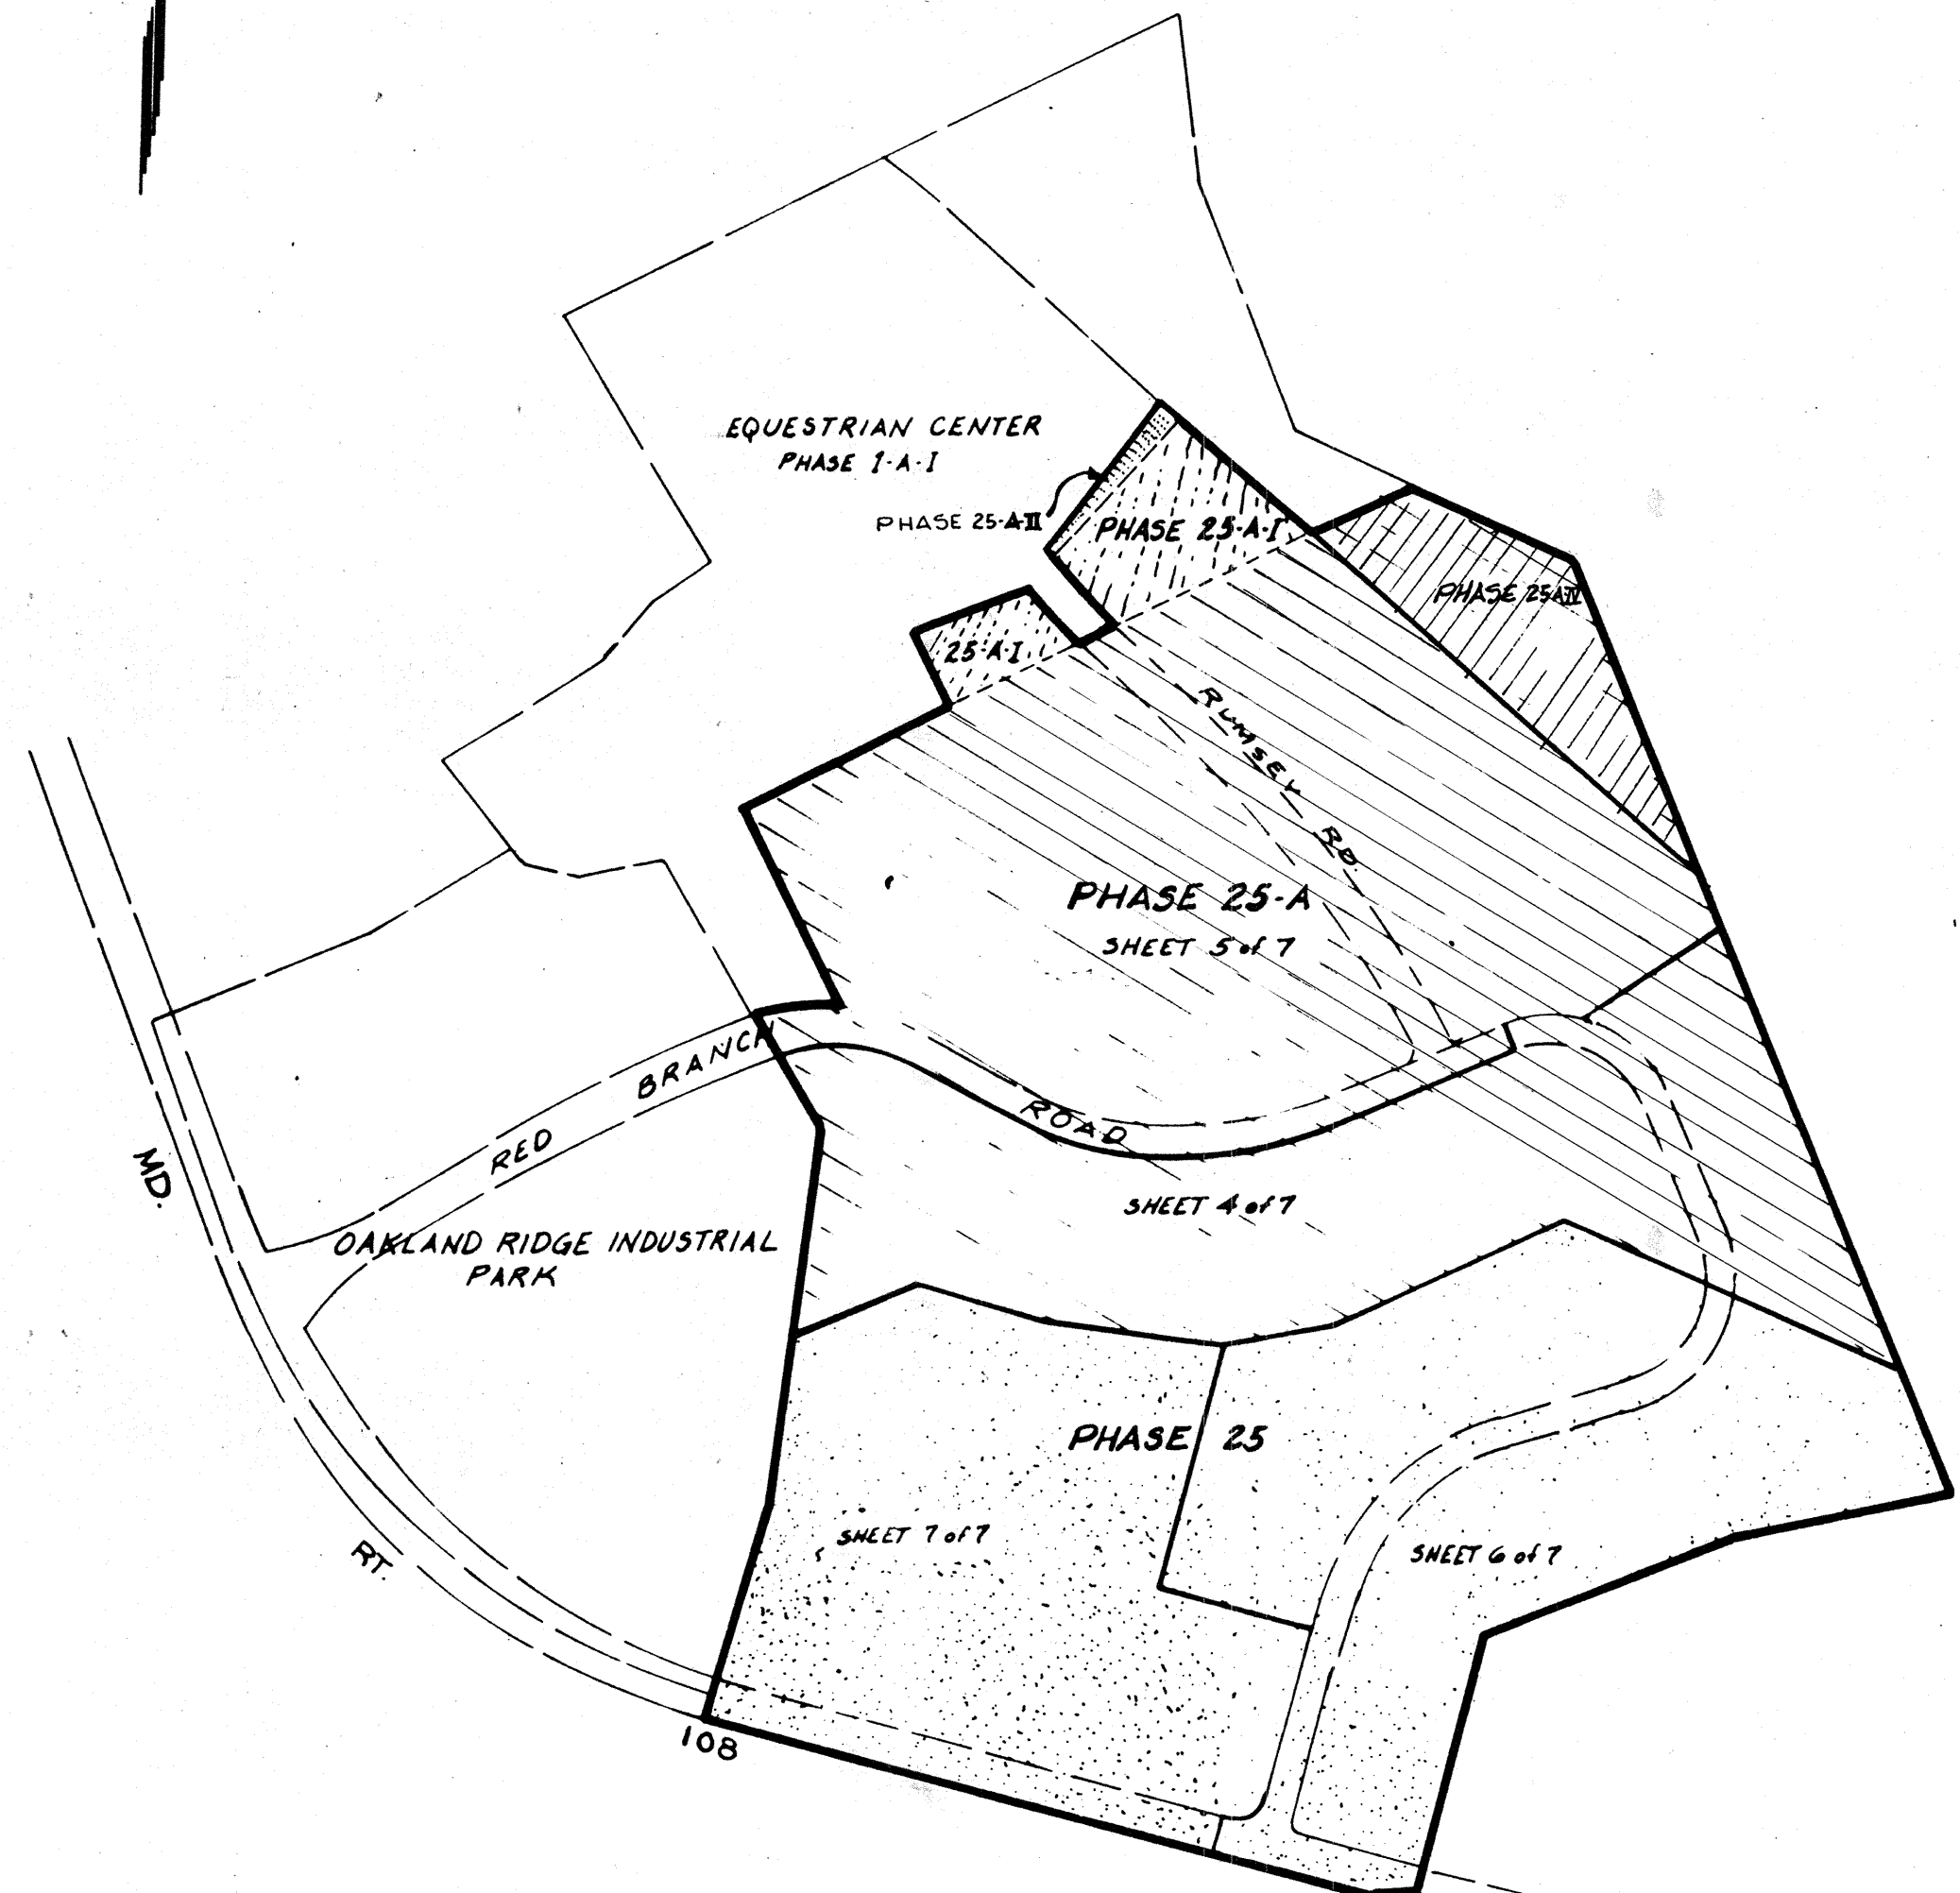 EQUESTRIAN CENTER
PHASE 1-A-I
PHASE 25-A-II
PHASE 25-A-I
PHASE 25A-IV
25-A-I
RUMSEY RD.
PHASE 25-A
SHEET 5 of 7
RED BRANCH ROAD
MD.
SHEET 4 of 7
OAKLAND RIDGE INDUSTRIAL
PARK
PHASE 25
SHEET 7 of 7
SHEET 6 of 7
RT.
108